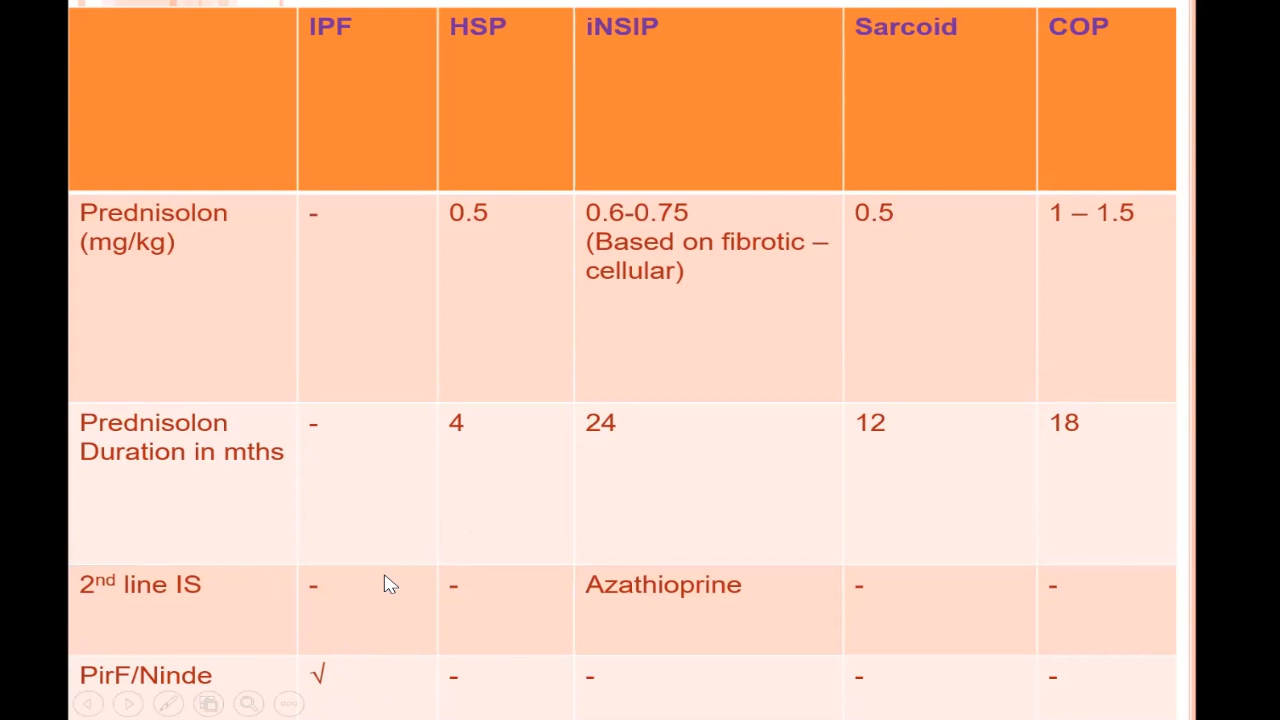 IPF HSP iNSIP Sarcoid COP
Prednisolon - 0.5 0.6-0.75 0.5 1 – 1.5
(mg/kg) (Based on fibrotic –
cellular)
Prednisolon - 4 24 12 18
Duration in mths
2nd line IS - - Azathioprine - -
PirF/Ninde √ - - - -